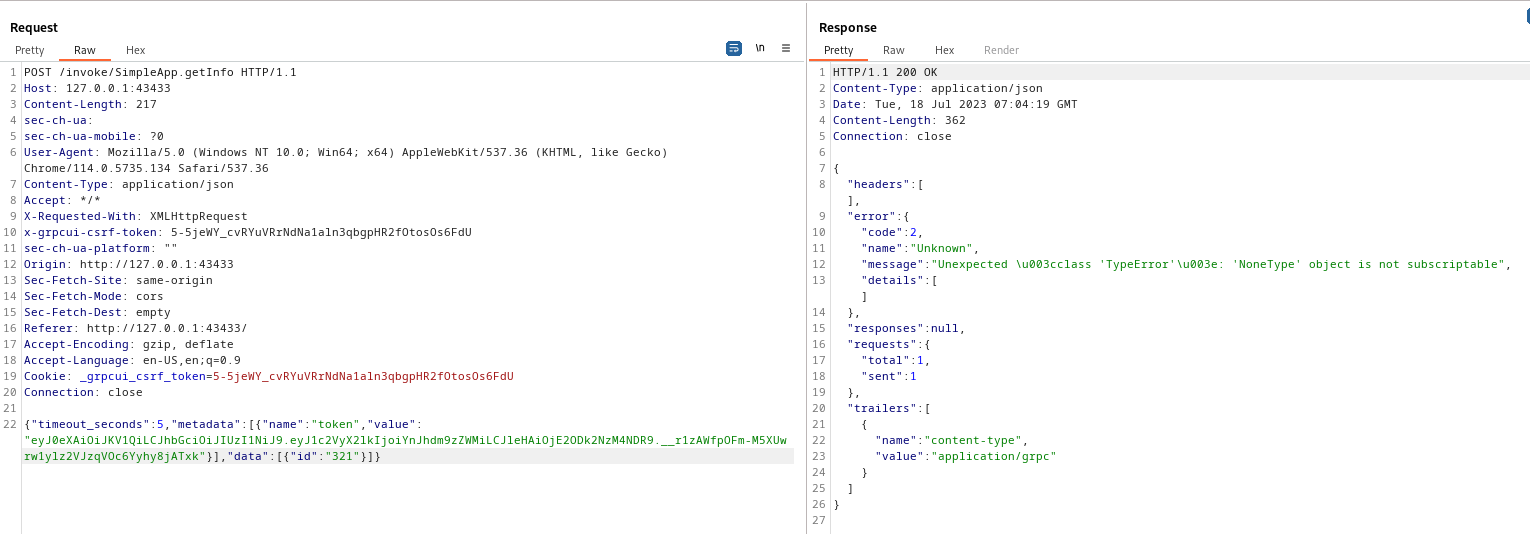 Request
Pretty Raw Hex
\n
1 POST /invoke/SimpleApp.getInfo HTTP/1.1
2 Host: 127.0.0.1:43433
3 Content-Length: 217
4 sec-ch-ua:
5 sec-ch-ua-mobile: ?0
6 User-Agent: Mozilla/5.0 (Windows NT 10.0; Win64; x64) AppleWebKit/537.36 (KHTML, like Gecko)
Chrome/114.0.5735.134 Safari/537.36
7 Content-Type: application/json
8 Accept: */*
9 X-Requested-With: XMLHttpRequest
10 x-grpcui-csrf-token: 5-5jeWY_cvRYuVRrNdNa1a1n3qbgpHR2fOtosOs6FdU
11 sec-ch-ua-platform: ""
12 Origin: http://127.0.0.1:43433
13 Sec-Fetch-Site: same-origin
14 Sec-Fetch-Mode: cors
15 Sec-Fetch-Dest: empty
16 Referer: http://127.0.0.1:43433/
17 Accept-Encoding: gzip, deflate
18 Accept-Language: en-US,en;q=0.9
19 Cookie: _grpcui_csrf_token=5-5jeWY_cvRYuVRrNdNa1a1n3qbgpHR2fOtosOs6FdU
20 Connection: close
21
22 {"timeout_seconds":5,"metadata":[{"name":"token","value":
"eyJ0eXAiOiJKV1QiLCJhbGciOiJIUzI1NiJ9.eyJ1c2VyX2lkIjoiYnJhdm9zZWMiLCJleHAiOjE2ODk2NzM4NDR9.__r1zAWfpOFm-M5XUw
rw1ylz2VJzqVOc6Yyhy8jATxk"}],"data":[{"id":"321"}]}
Response
Pretty Raw Hex Render
1 HTTP/1.1 200 OK
2 Content-Type: application/json
3 Date: Tue, 18 Jul 2023 07:04:19 GMT
4 Content-Length: 362
5 Connection: close
6
7 {
8 "headers":[
],
9 "error":{
10 "code":2,
11 "name":"Unknown",
12 "message":"Unexpected \u003cclass 'TypeError'\u003e: 'NoneType' object is not subscriptable",
13 "details":[
]
14 },
15 "responses":null,
16 "requests":{
17 "total":1,
18 "sent":1
19 },
20 "trailers":[
21 {
22 "name":"content-type",
23 "value":"application/grpc"
24 }
25 ]
26 }
27